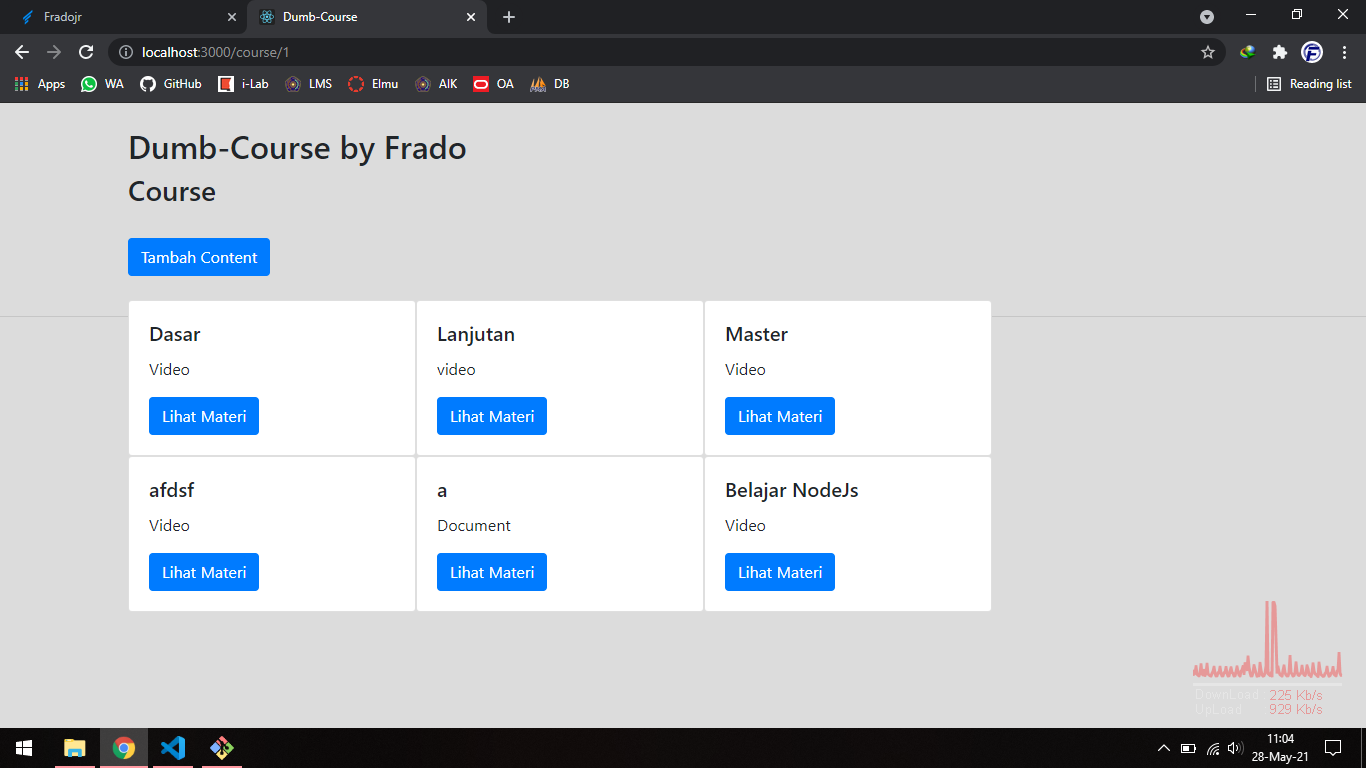 Fradojr
Dumb-Course
localhost:3000/course/1
Apps WA GitHub i-Lab LMS Elmu AIK OA DB Reading list
Dumb-Course by Frado
Course
Tambah Content
Dasar Lanjutan Master
Video video Video
Lihat Materi Lihat Materi Lihat Materi
afdsf a Belajar NodeJs
Video Document Video
Lihat Materi Lihat Materi Lihat Materi
DownLoad : 225 Kb/s
UpLoad : 929 Kb/s
11:04
28-May-21